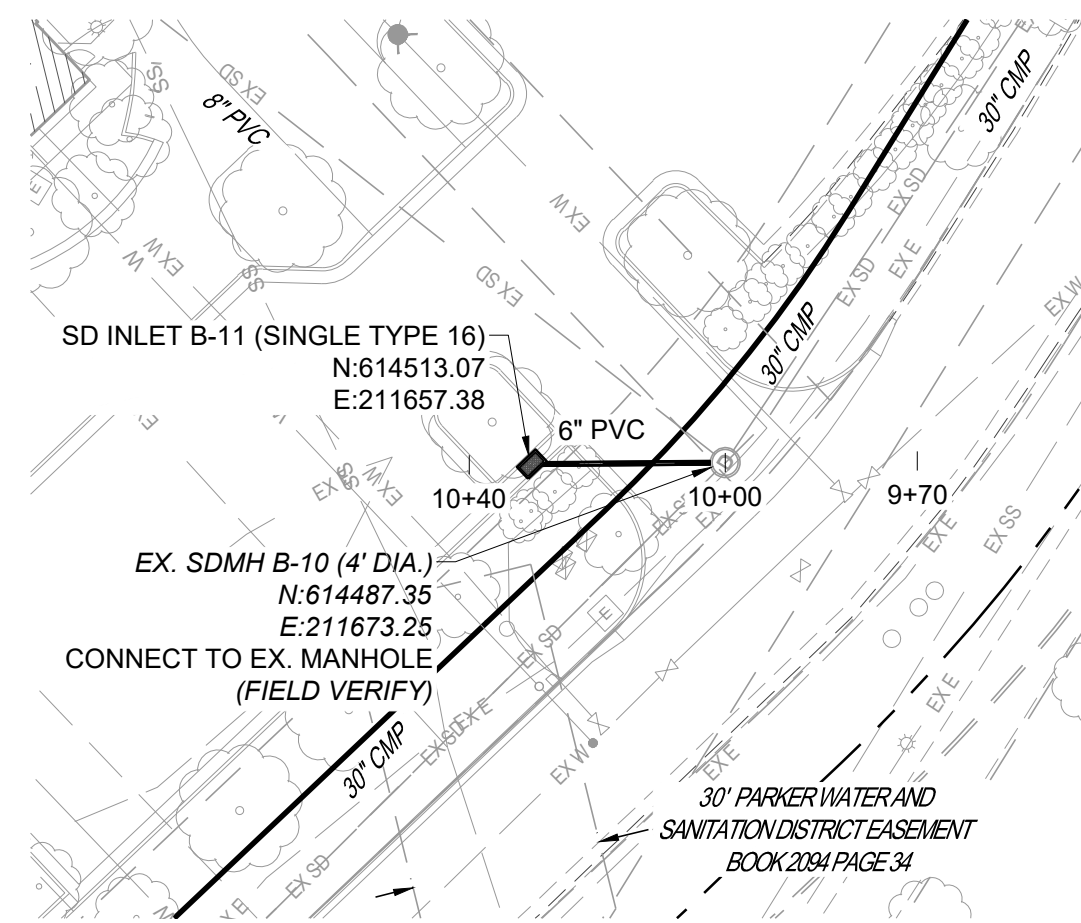 SS
EX SD
8" PVC
30" CMP
E
EX W
EX SD
W
EX W
SS
EX SD
EX SD
EX E
EX W
30" CMP
SD INLET B-11 (SINGLE TYPE 16)
N:614513.07
E:211657.38
6" PVC
10+40
10+00
9+70
SS
EX W
EX E
EX SS
EX. SDMH B-10 (4' DIA.)
N:614487.35
E:211673.25
CONNECT TO EX. MANHOLE
(FIELD VERIFY)
E
EX SD
EX E
EX SD
EX E
30" CMP
EX W
EX E
30' PARKER WATER AND
SANITATION DISTRICT EASEMENT
BOOK 2094 PAGE 34
EX SD
EX E